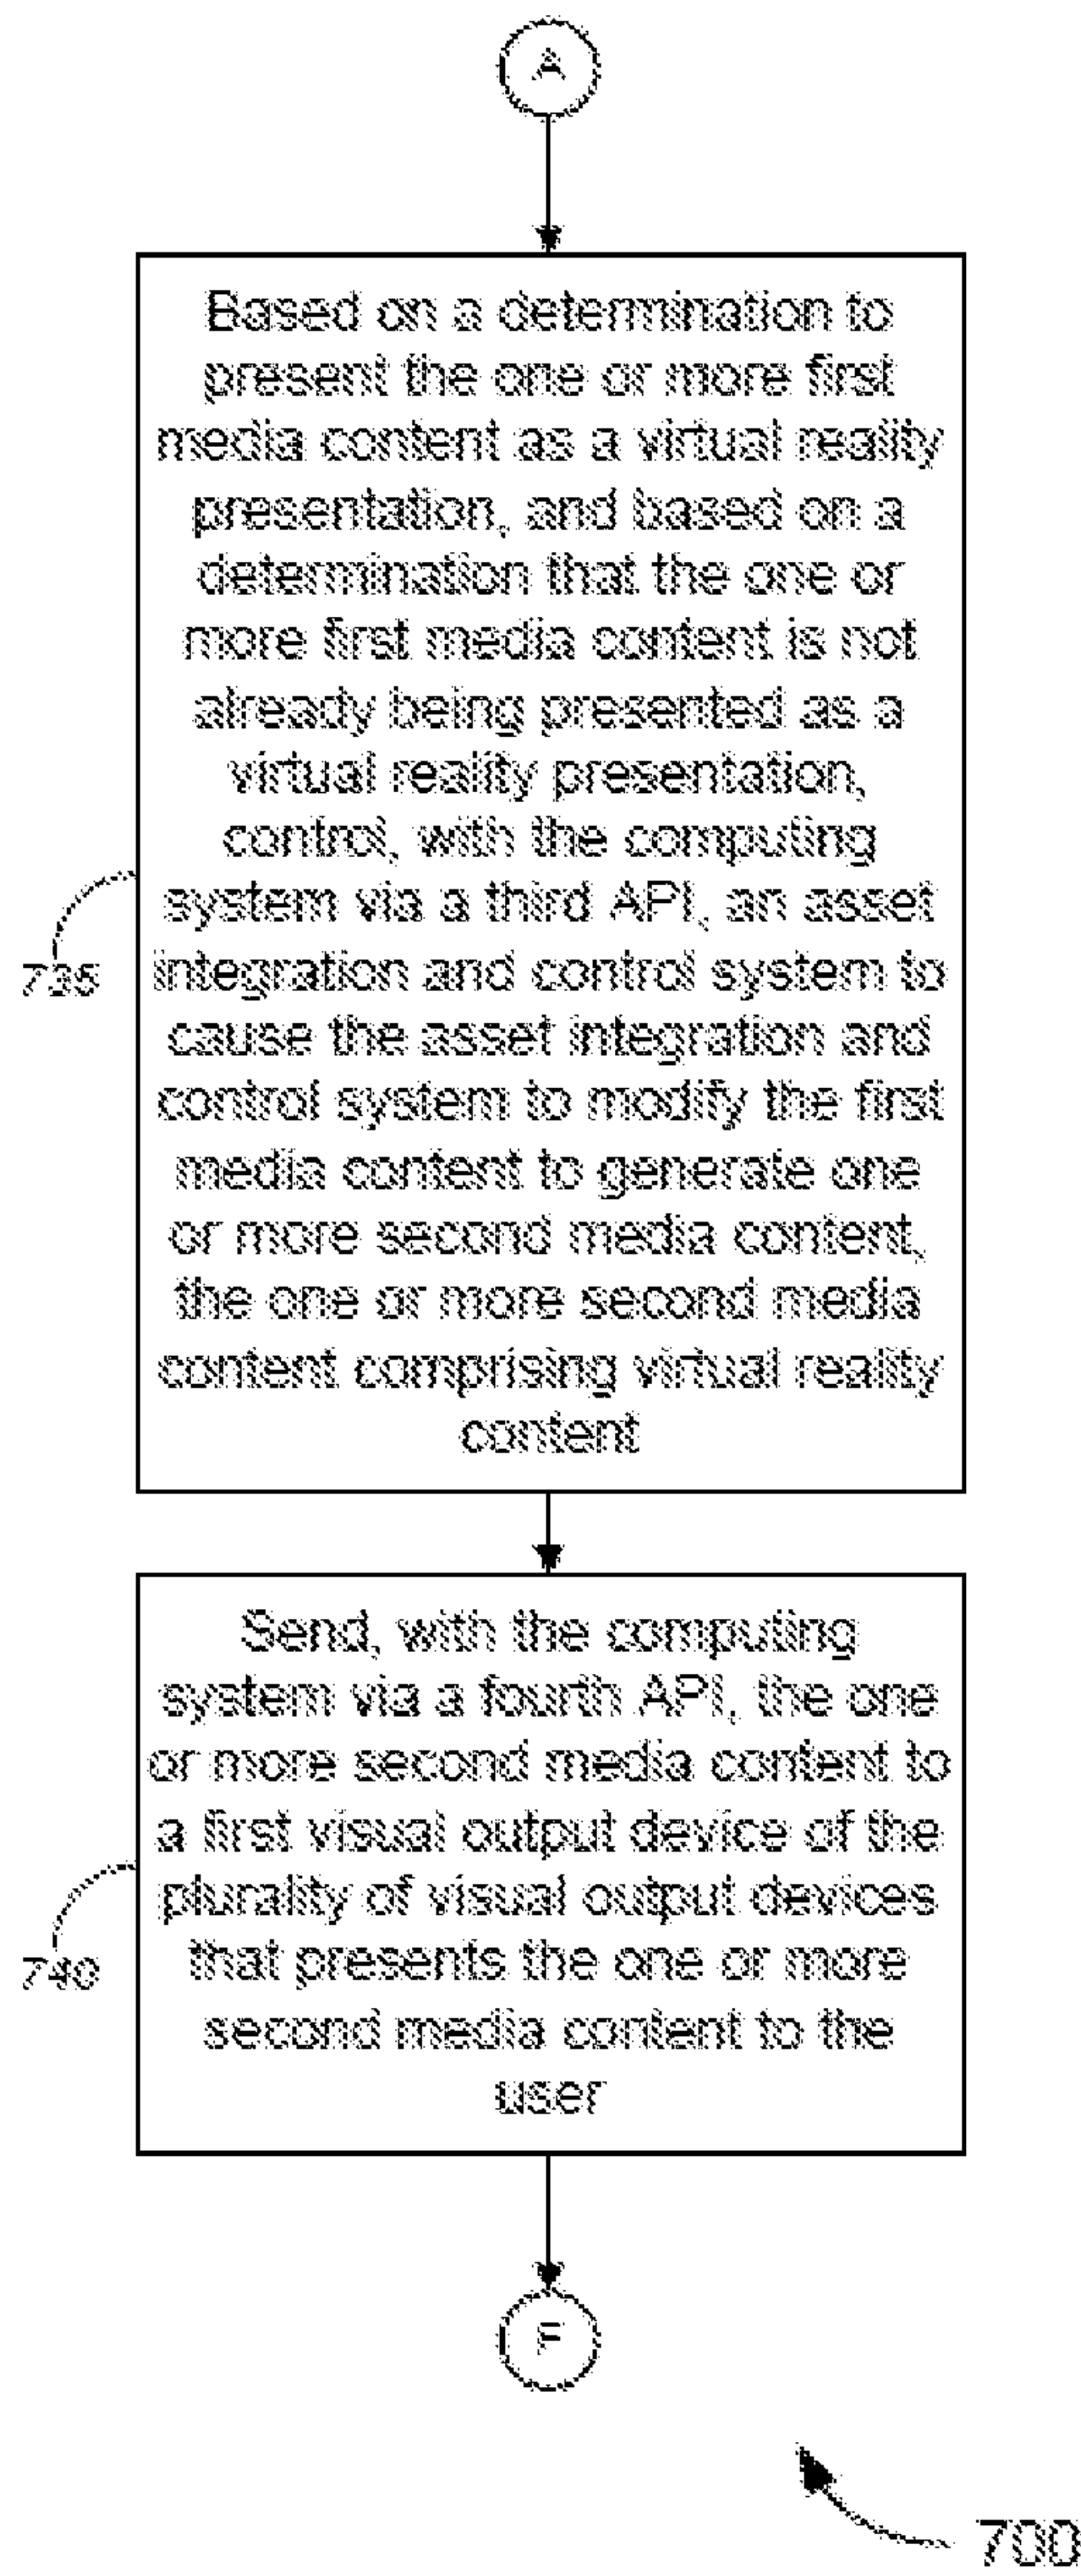 A
Based on a determination to
present the one or more first
media content as a virtual reality
presentation, and based on a
determination that the one or
more first media content is not
already being presented as a
virtual reality presentation,
control, with the computing
system via a third API, an asset
integration and control system to
cause the asset integration and
control system to modify the first
media content to generate one
or more second media content,
the one or more second media
content comprising virtual reality
content
735
Send, with the computing
system via a fourth API, the one
or more second media content to
a first visual output device of the
plurality of visual output devices
that presents the one or more
second media content to the
user
740
700